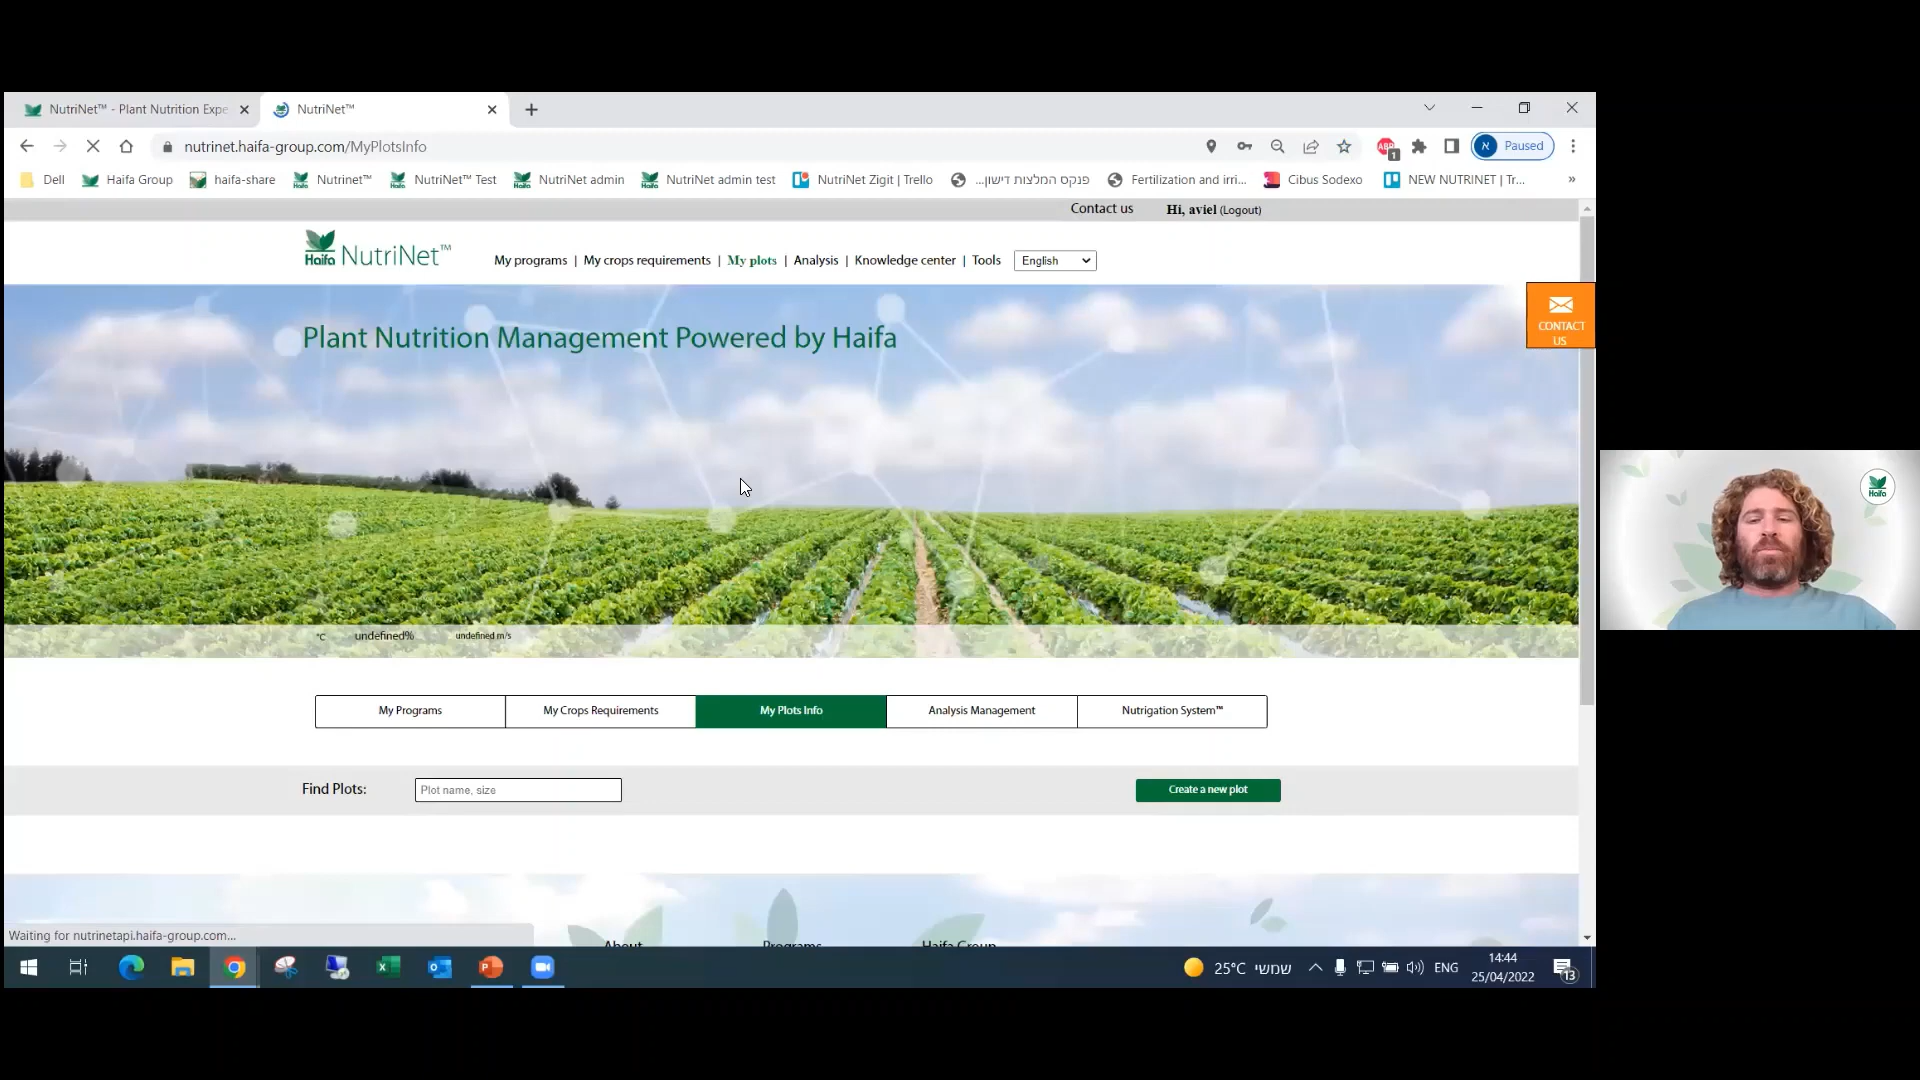 NutriNet™ - Plant Nutrition Expe
NutriNet™
nutrinet.haifa-group.com/MyPlotsInfo
ABP
1
א
Paused
Dell
Haifa Group
haifa-share
Nutrinet™
NutriNet™ Test
NutriNet admin
NutriNet admin test
NutriNet Zigit | Trello
פנקס המלצות דישון...
Fertilization and irri...
Cibus Sodexo
NEW NUTRINET | Tr...
»
Contact us
Hi, aviel (Logout)
Haifa NutriNet™
My programs | My crops requirements | My plots | Analysis | Knowledge center | Tools
English
Plant Nutrition Management Powered by Haifa
CONTACT
US
Haifa
°C undefined% undefined m/s
My Programs
My Crops Requirements
My Plots Info
Analysis Management
Nutrigation System™
Find Plots:
Plot name, size
Create a new plot
Waiting for nutrinetapi.haifa-group.com...
About
Programs
Haifa Group
25°C שמשי
ENG
14:44
25/04/2022
13